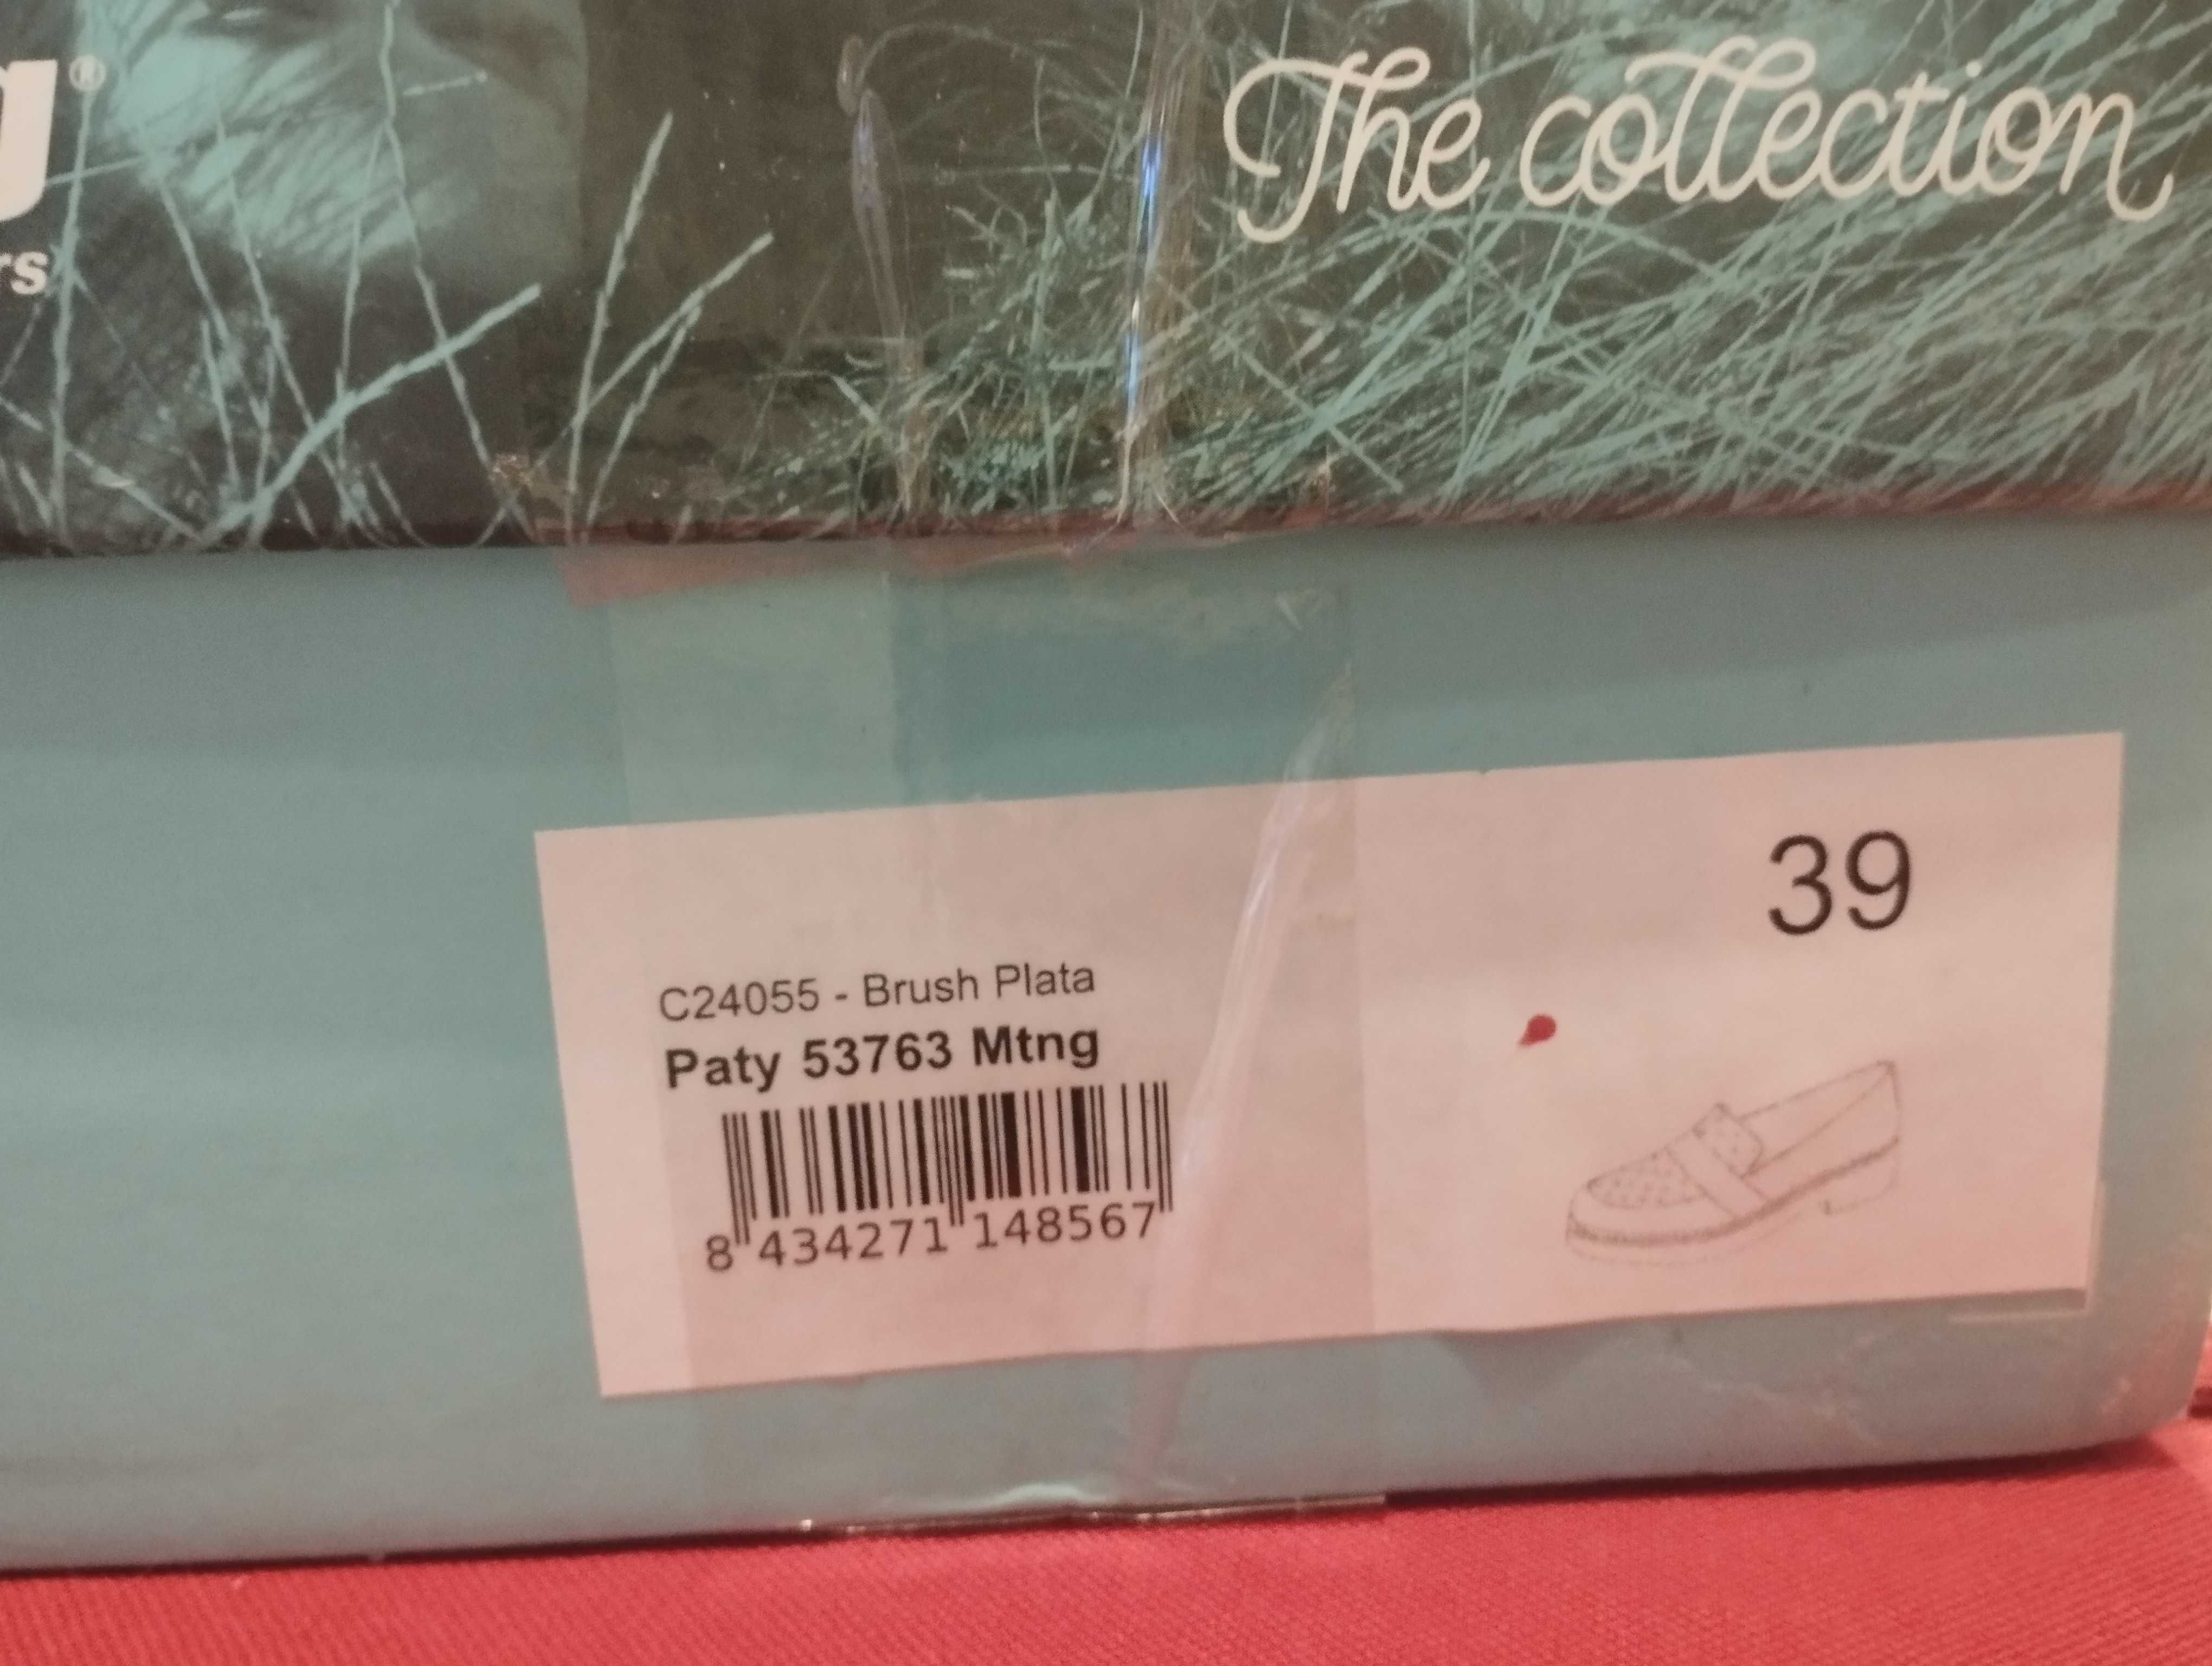 The collection
39
C24055 - Brush Plata
Paty 53763 Mtng
8 434271 148567